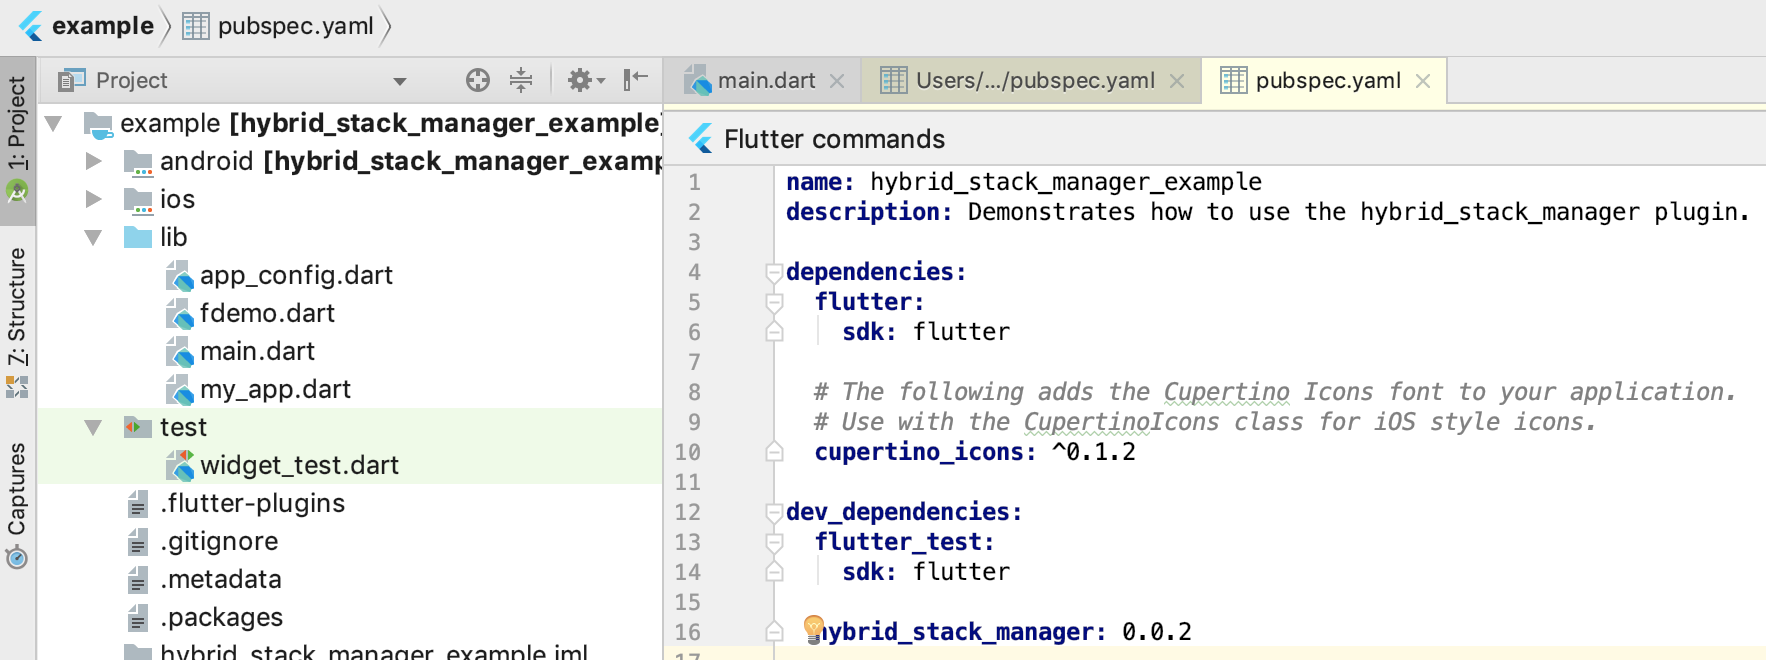 example pubspec.yaml
1: Project
Z: Structure
Captures
Project
example [hybrid_stack_manager_example]
android [hybrid_stack_manager_examp
ios
lib
app_config.dart
fdemo.dart
main.dart
my_app.dart
test
widget_test.dart
.flutter-plugins
.gitignore
.metadata
.packages
hybrid_stack_manager_example.iml
main.dart Users/.../pubspec.yaml pubspec.yaml
Flutter commands
1 name: hybrid_stack_manager_example
2 description: Demonstrates how to use the hybrid_stack_manager plugin.
3
4 dependencies:
5 flutter:
6 sdk: flutter
7
8 # The following adds the Cupertino Icons font to your application.
9 # Use with the CupertinoIcons class for iOS style icons.
10 cupertino_icons: ^0.1.2
11
12 dev_dependencies:
13 flutter_test:
14 sdk: flutter
15
16 hybrid_stack_manager: 0.0.2
17